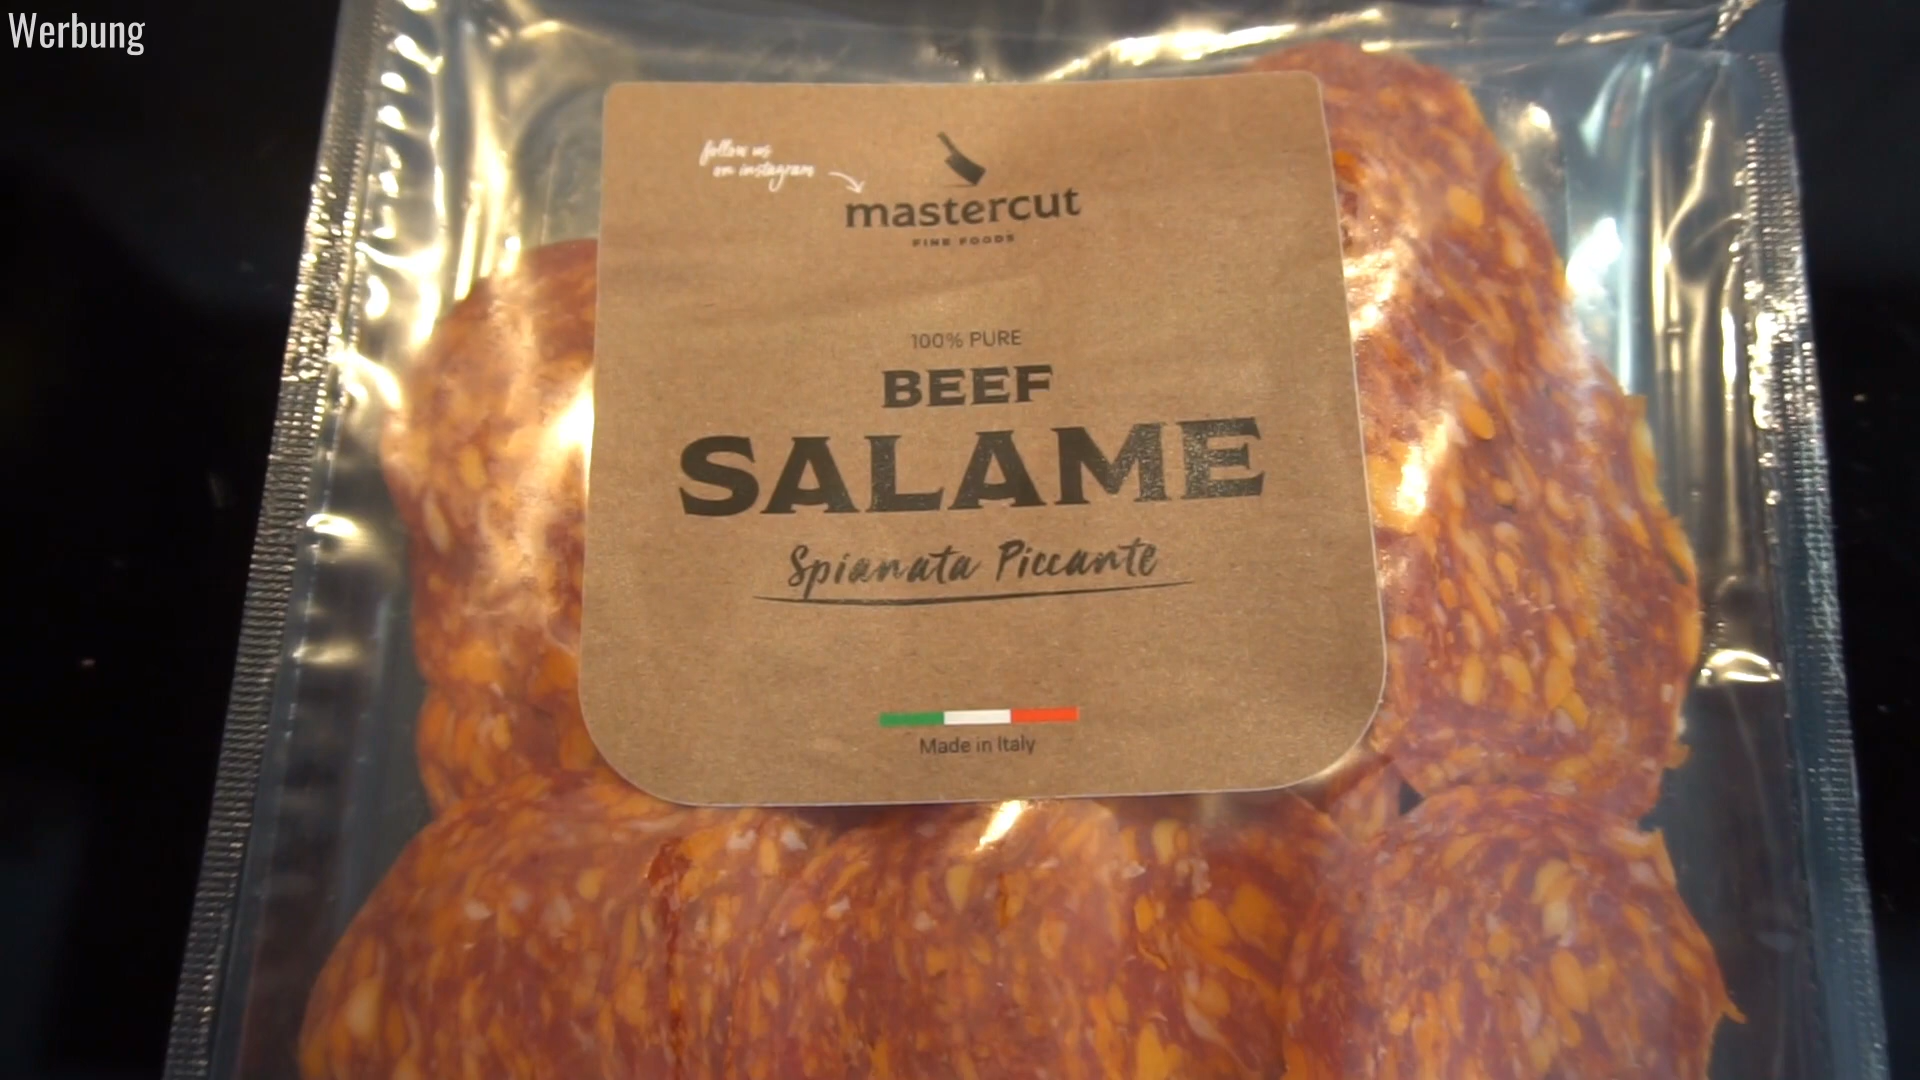 Werbung
follow us
on instagram
mastercut
FINE FOODS
100% PURE
BEEF
SALAME
Spianata Piccante
Made in Italy